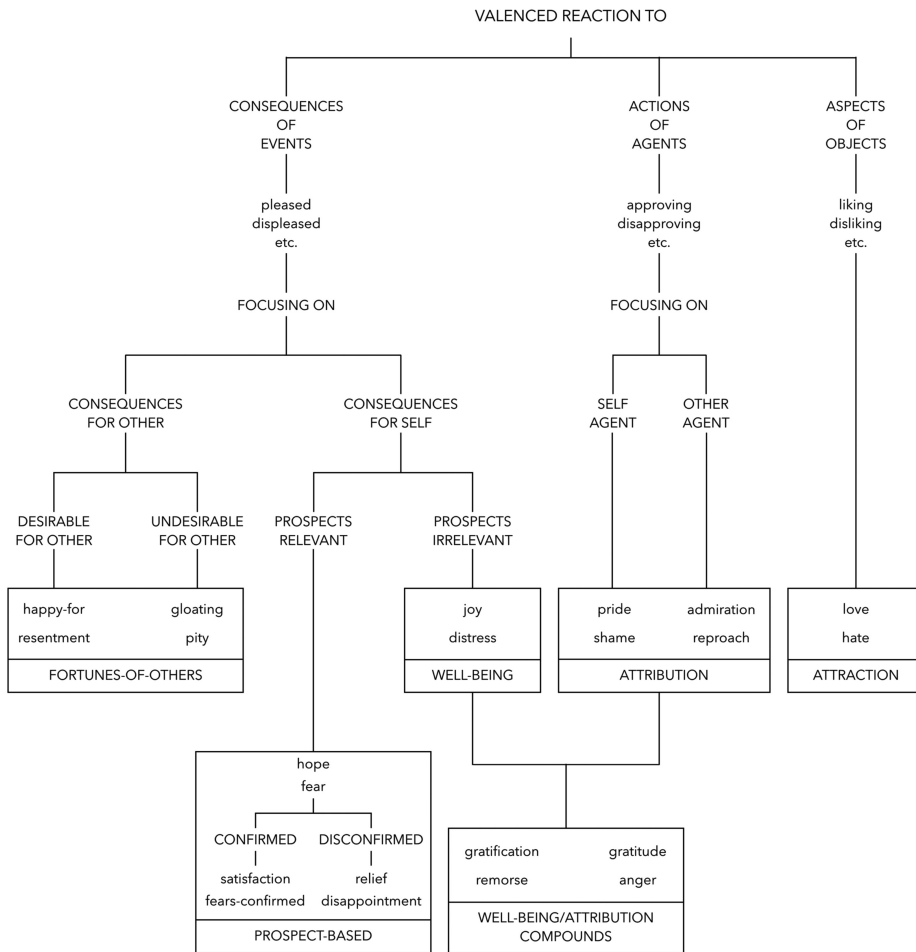 VALENCED REACTION TO
CONSEQUENCES
OF
EVENTS
ACTIONS
OF
AGENTS
ASPECTS
OF
OBJECTS
pleased
displeased
etc.
approving
disapproving
etc.
liking
disliking
etc.
FOCUSING ON
FOCUSING ON
CONSEQUENCES
FOR OTHER
CONSEQUENCES
FOR SELF
SELF
AGENT
OTHER
AGENT
DESIRABLE
FOR OTHER
UNDESIRABLE
FOR OTHER
PROSPECTS
RELEVANT
PROSPECTS
IRRELEVANT
happy-for
resentment
gloating
pity
FORTUNES-OF-OTHERS
joy
distress
WELL-BEING
pride
shame
admiration
reproach
ATTRIBUTION
love
hate
ATTRACTION
hope
fear
CONFIRMED
DISCONFIRMED
satisfaction
fears-confirmed
relief
disappointment
PROSPECT-BASED
gratification
remorse
gratitude
anger
WELL-BEING/ATTRIBUTION
COMPOUNDS